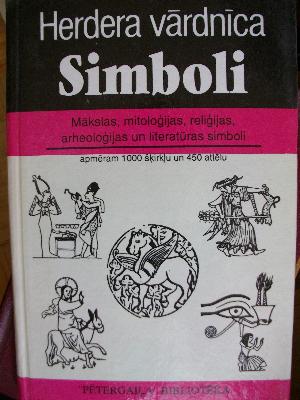 Herdera vārdnīca
Simboli
Mākslas, mitoloģijas, reliģijas,
arheoloģijas un literatūras simboli
apmēram 1000 šķirkļu un 450 attēlu
PĒTERGAIĻA BIBLIOTĒKA